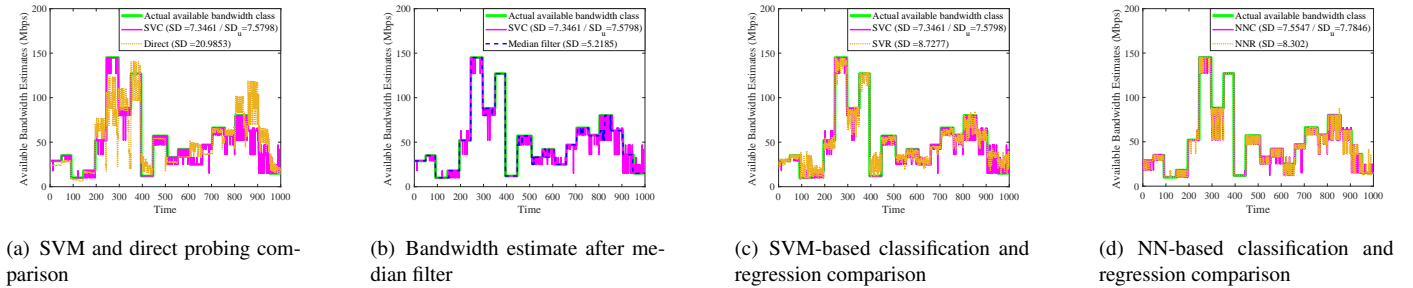 Actual available bandwidth class
SVC (SD =7.3461 / SD_u=7.5798)
Direct (SD =20.9853)
Available Bandwidth Estimates (Mbps)
200
150
100
50
0
0 100 200 300 400 500 600 700 800 900 1000
Time
(a) SVM and direct probing com-
parison
Actual available bandwidth class
SVC (SD =7.3461 / SD_u=7.5798)
Median filter (SD =5.2185)
Available Bandwidth Estimates (Mbps)
200
150
100
50
0
0 100 200 300 400 500 600 700 800 900 1000
Time
(b) Bandwidth estimate after me-
dian filter
Actual available bandwidth class
SVC (SD =7.3461 / SD_u=7.5798)
SVR (SD =8.7277)
Available Bandwidth Estimates (Mbps)
200
150
100
50
0
0 100 200 300 400 500 600 700 800 900 1000
Time
(c) SVM-based classification and
regression comparison
Actual available bandwidth class
NNC (SD =7.5547 / SD_u=7.7846)
NNR (SD =8.302)
Available Bandwidth Estimates (Mbps)
200
150
100
50
0
0 100 200 300 400 500 600 700 800 900 1000
Time
(d) NN-based classification and
regression comparison